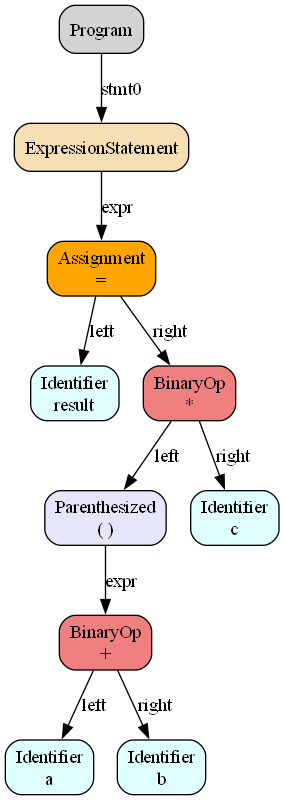 Program
stmt0
ExpressionStatement
expr
Assignment
=
left
right
Identifier
result
BinaryOp
*
left
right
Parenthesized
( )
Identifier
c
expr
BinaryOp
+
left
right
Identifier
a
Identifier
b